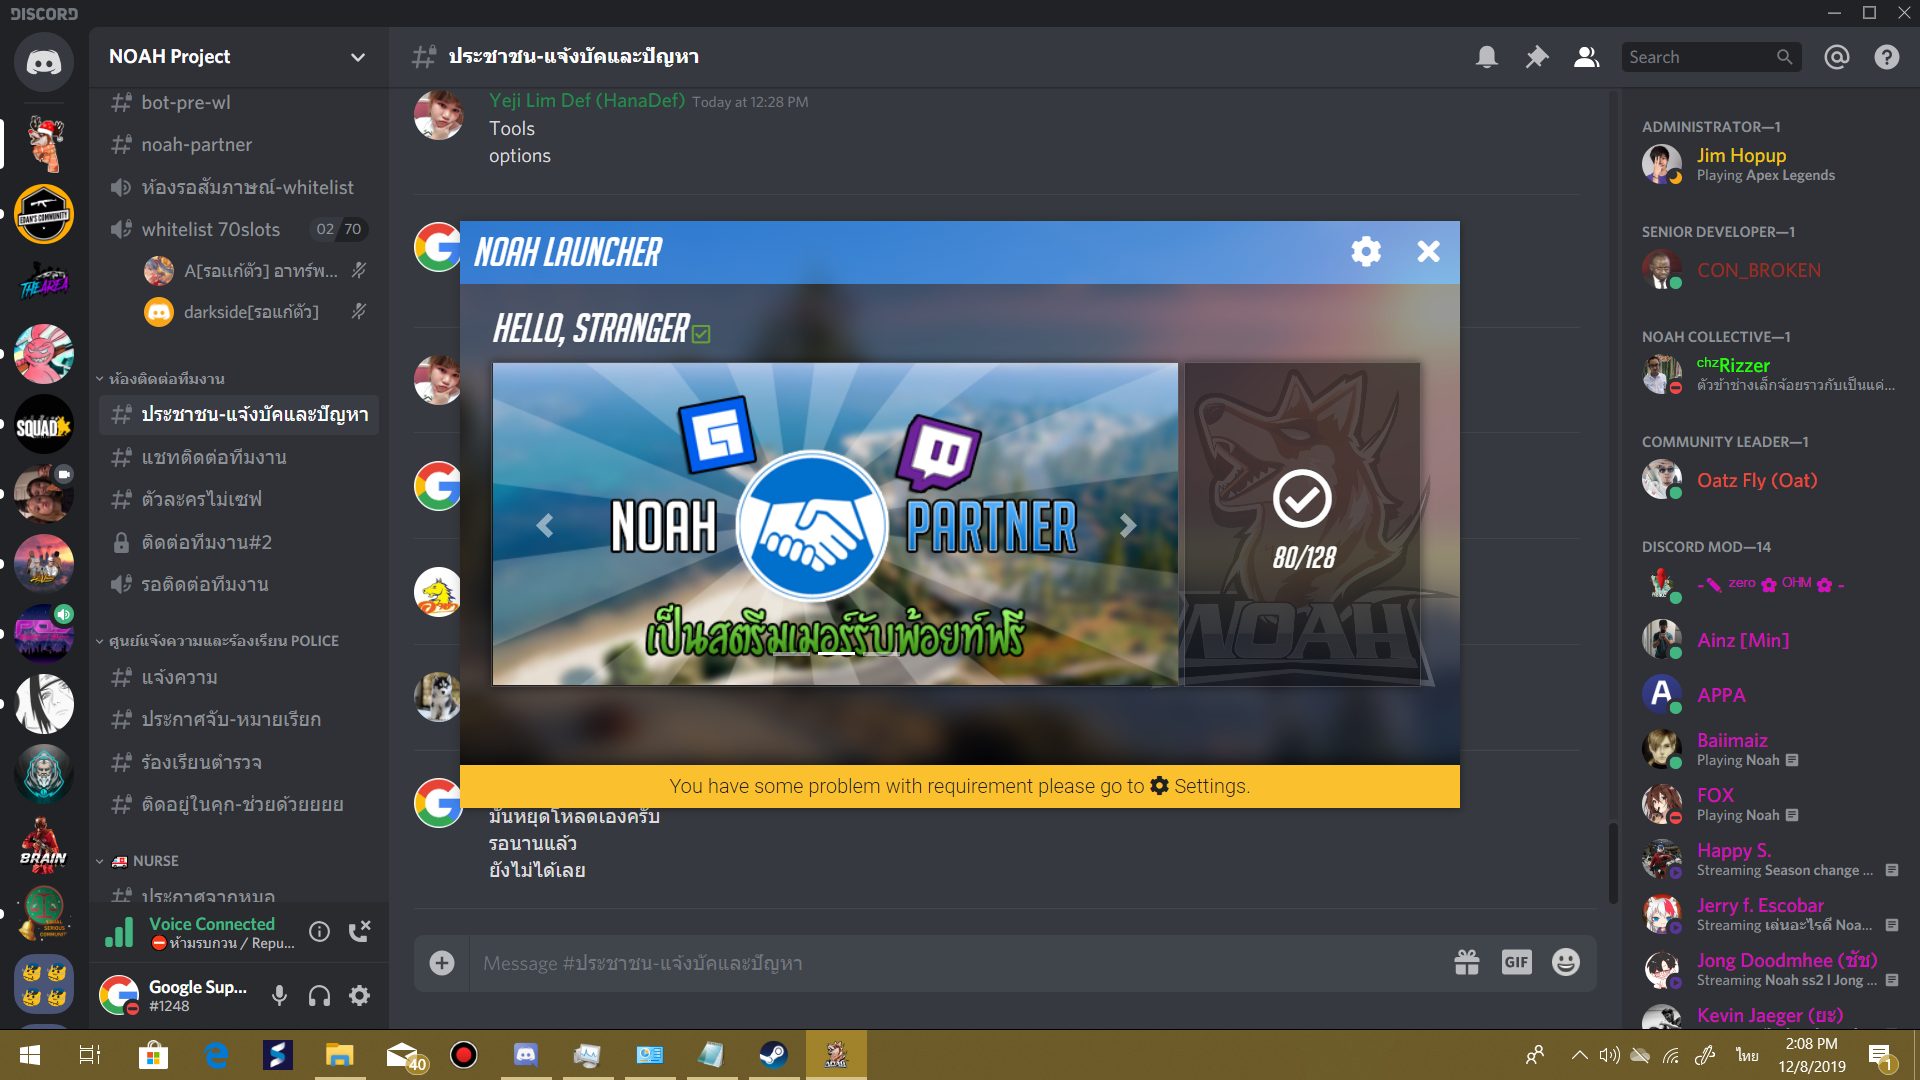 DISCORD
NOAH Project
bot-pre-wl
noah-partner
ห้องรอสัมภาษณ์-whitelist
whitelist 70slots
02 / 70
A[รอแก้ตัว] อาทร์พ...
darkside[รอแก้ตัว]
ห้องติดต่อทีมงาน
ประชาชน-แจ้งบัคและปัญหา
แชทติดต่อทีมงาน
ตัวละครไม่เซฟ
ติดต่อทีมงาน#2
รอติดต่อทีมงาน
ศูนย์แจ้งความและร้องเรียน POLICE
แจ้งความ
ประกาศจับ-หมายเรียก
ร้องเรียนตำรวจ
ติดอยู่ในคุก-ช่วยด้วยยยย
NURSE
ประกาศจากหมอ
Voice Connected
ห้ามรบกวน / Repu...
Google Sup...
#1248
ประชาชน-แจ้งบัคและปัญหา
Search
Yeji Lim Def (HanaDef) Today at 12:28 PM
Tools
options
NOAH LAUNCHER
HELLO, STRANGER
NOAH
PARTNER
เป็นสตรีมเมอร์รับพ้อยท์ฟรี
80/128
NOAH
You have some problem with requirement please go to Settings.
มันหยุดโหลดเองครับ
รอนานแล้ว
ยังไม่ได้เลย
Message #ประชาชน-แจ้งบัคและปัญหา
GIF
ADMINISTRATOR—1
Jim Hopup
Playing Apex Legends
SENIOR DEVELOPER—1
CON_BROKEN
NOAH COLLECTIVE—1
chzRizzer
ตัวข้าช่างเล็กจ้อยราวกับเป็นแค่...
COMMUNITY LEADER—1
Oatz Fly (Oat)
DISCORD MOD—14
- zero OHM -
Ainz [Min]
APPA
Baiimaiz
Playing Noah
FOX
Playing Noah
Happy S.
Streaming Season change ...
Jerry f. Escobar
Streaming เล่นอะไรดี Noa...
Jong Doodmhee (ชัช)
Streaming Noah ss2 l Jong ...
Kevin Jaeger (ยะ)
EDAN'S COMMUNITY
THE AREA
SQUAD
BRAIN
40
ไทย
2:08 PM
12/8/2019
1